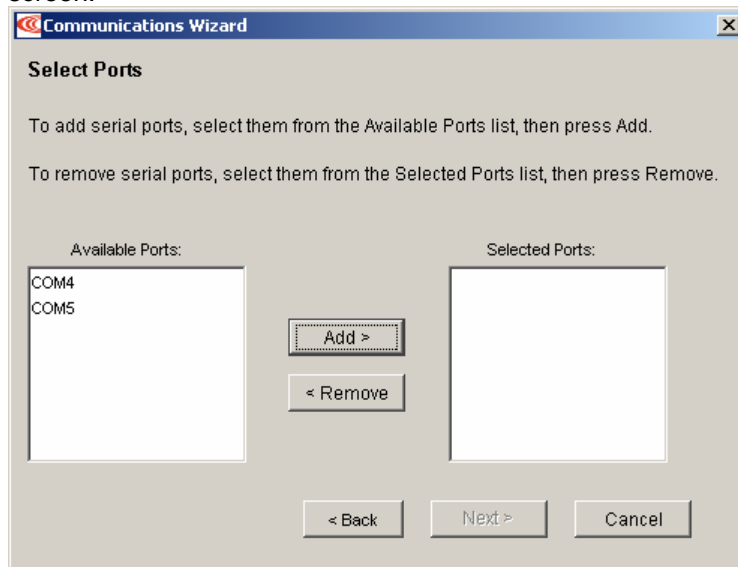 screen.
Communications Wizard
Select Ports
To add serial ports, select them from the Available Ports list, then press Add.
To remove serial ports, select them from the Selected Ports list, then press Remove.
Available Ports:
Selected Ports:
COM4
COM5
Add >
< Remove
< Back
Next >
Cancel